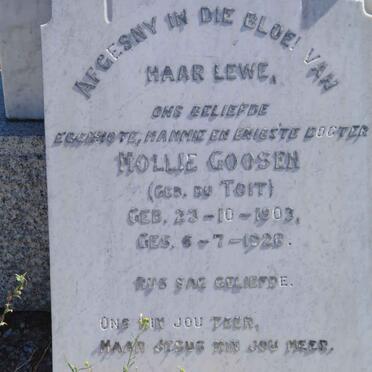 AFGESNY IN DIE BLOEI VAN
HAAR LEWE,
ONS GELIEFDE
EGGENOTE, MAMMIE EN ENIGSTE DOGTER
MOLLIE GOOSEN
(GEB. DU TOIT)
GEB. 23-10-1903,
GES. 6-7-1928.
RUS SAG GELIEFDE.
ONS MIN JOU TEER,
MAAR JESUS MIN JOU MEER.